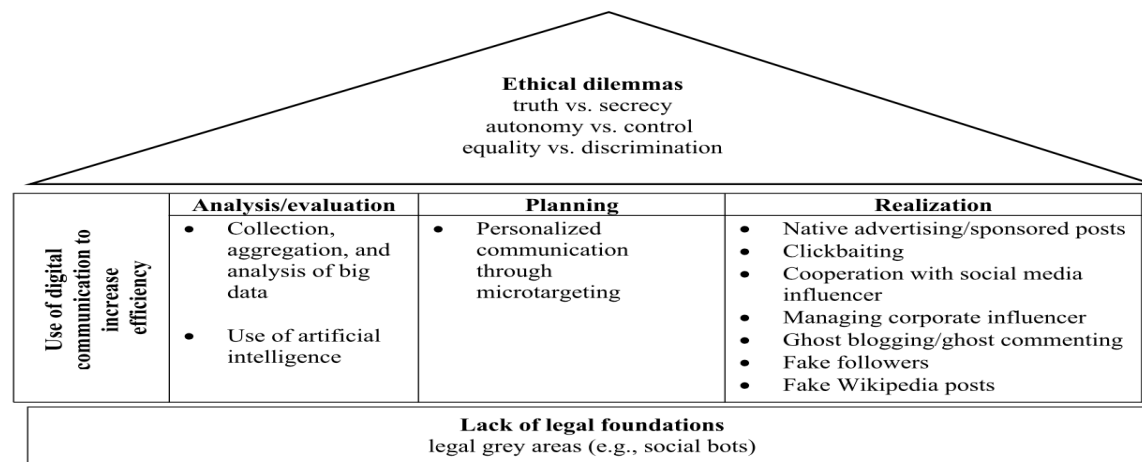 Ethical dilemmas
truth vs. secrecy
autonomy vs. control
equality vs. discrimination
Use of digital
communication to
increase
efficiency
Analysis/evaluation
• Collection,
aggregation, and
analysis of big
data
• Use of artificial
intelligence
Planning
• Personalized
communication
through
microtargeting
Realization
• Native advertising/sponsored posts
• Clickbaiting
• Cooperation with social media
influencer
• Managing corporate influencer
• Ghost blogging/ghost commenting
• Fake followers
• Fake Wikipedia posts
Lack of legal foundations
legal grey areas (e.g., social bots)